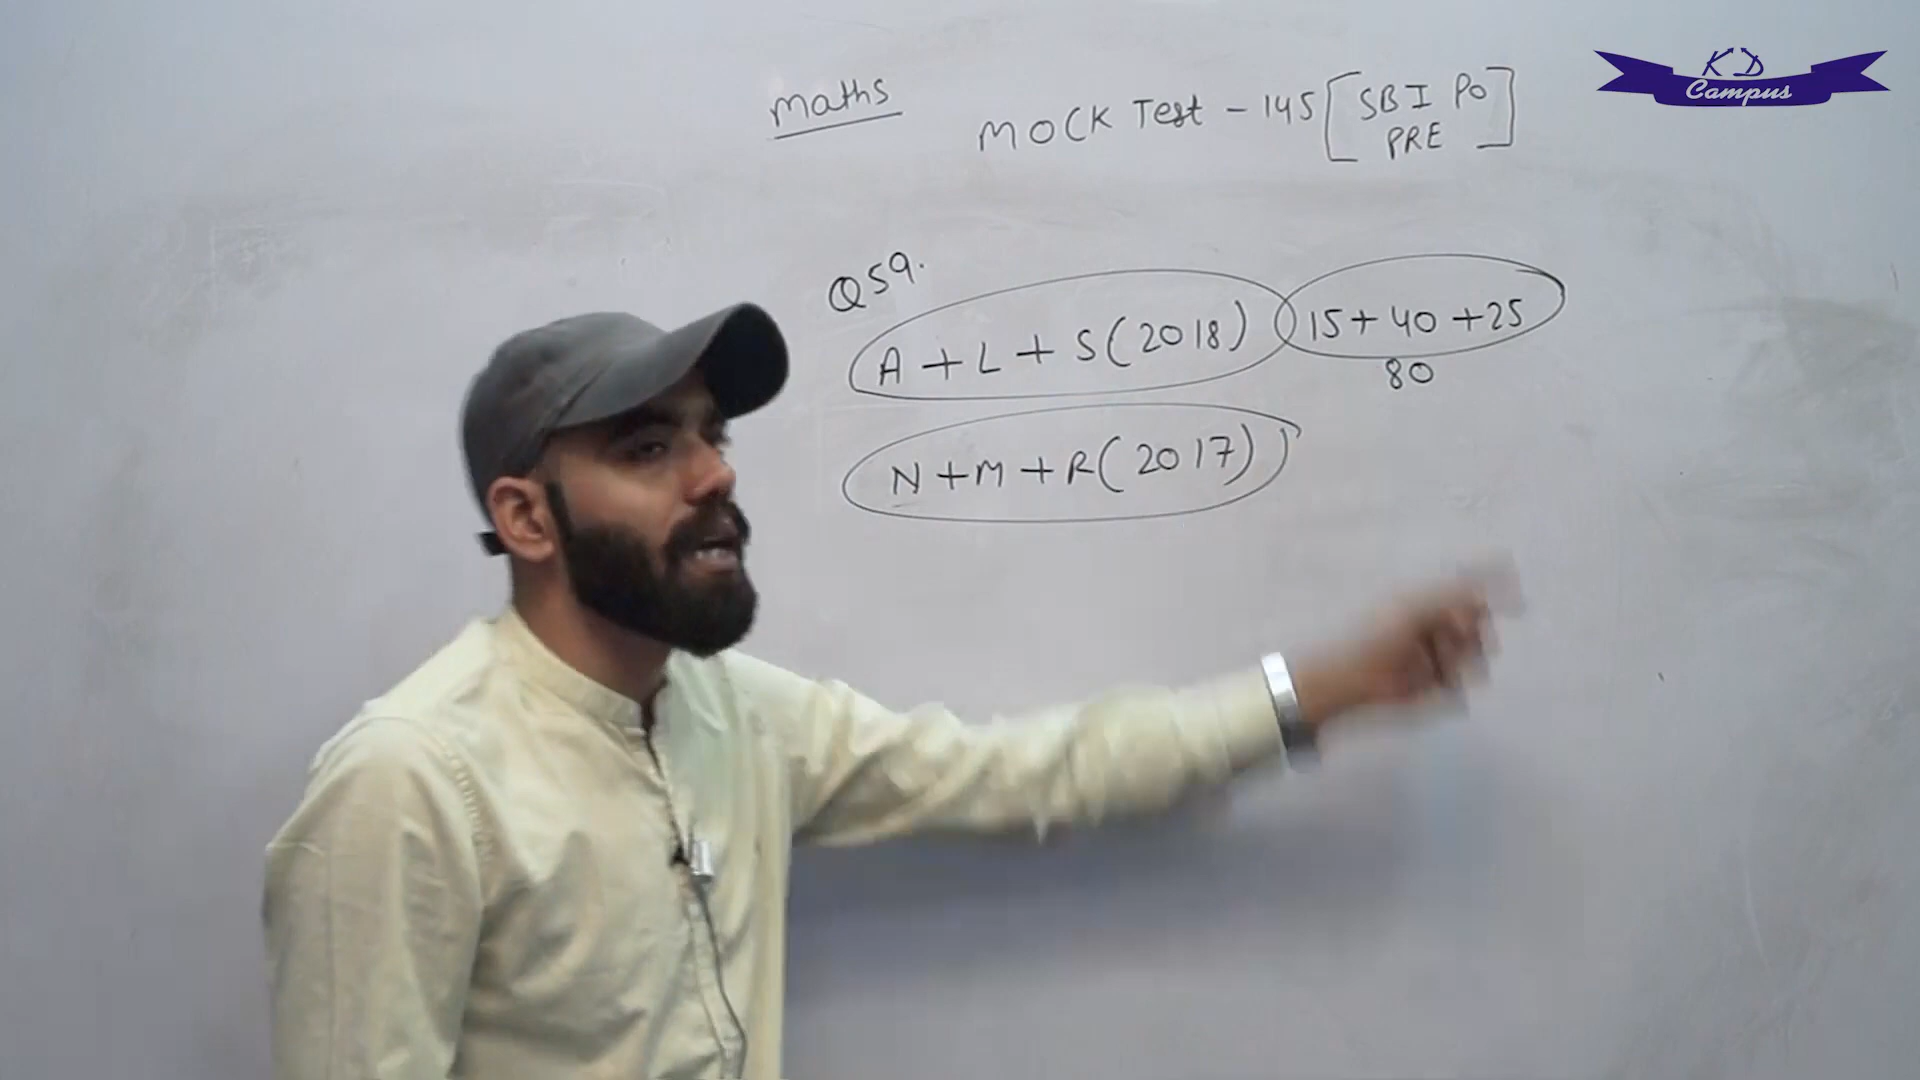 KD
Campus
Maths
MOCK Test - 145 [SBI PO
PRE]
Q59.
A + L + S(2018) 15+40+25
80
N + M + R(2017)